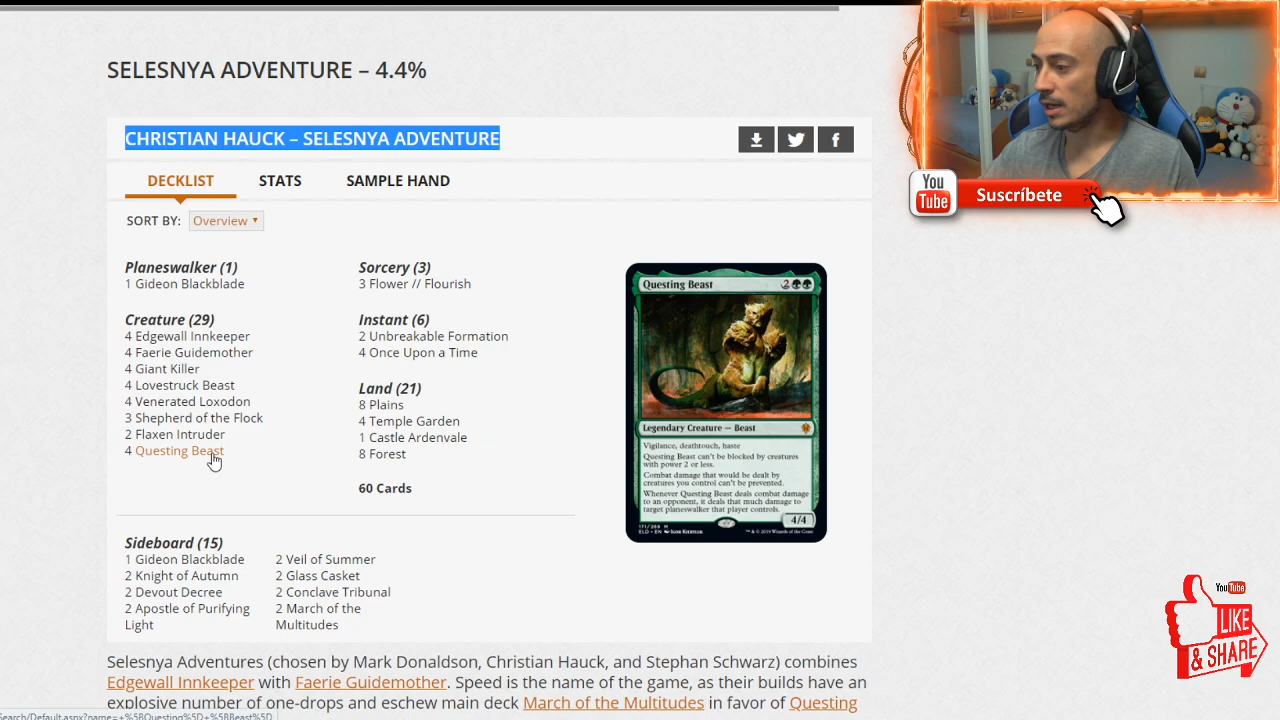 SELESNYA ADVENTURE – 4.4%
CHRISTIAN HAUCK – SELESNYA ADVENTURE
DECKLIST
STATS
SAMPLE HAND
SORT BY:
Overview
Planeswalker (1)
1 Gideon Blackblade
Creature (29)
4 Edgewall Innkeeper
4 Faerie Guidemother
4 Giant Killer
4 Lovestruck Beast
4 Venerated Loxodon
3 Shepherd of the Flock
2 Flaxen Intruder
4 Questing Beast
Sorcery (3)
3 Flower // Flourish
Instant (6)
2 Unbreakable Formation
4 Once Upon a Time
Land (21)
8 Plains
4 Temple Garden
1 Castle Ardenvale
8 Forest
60 Cards
Questing Beast
2
Legendary Creature — Beast
Vigilance, deathtouch, haste
Questing Beast can't be blocked by creatures
with power 2 or less.
Combat damage that would be dealt by
creatures you control can't be prevented.
Whenever Questing Beast deals combat damage
to an opponent, it deals that much damage to
target planeswalker that player controls.
4/4
171/269 M
Sideboard (15)
1 Gideon Blackblade
2 Knight of Autumn
2 Devout Decree
2 Apostle of Purifying
Light
2 Veil of Summer
2 Glass Casket
2 Conclave Tribunal
2 March of the
Multitudes
Selesnya Adventures (chosen by Mark Donaldson, Christian Hauck, and Stephan Schwarz) combines
Edgewall Innkeeper with Faerie Guidemother. Speed is the name of the game, as their builds have an
explosive number of one-drops and eschew main deck March of the Multitudes in favor of Questing
You
Tube
Suscríbete
YouTube
LIKE
& SHARE